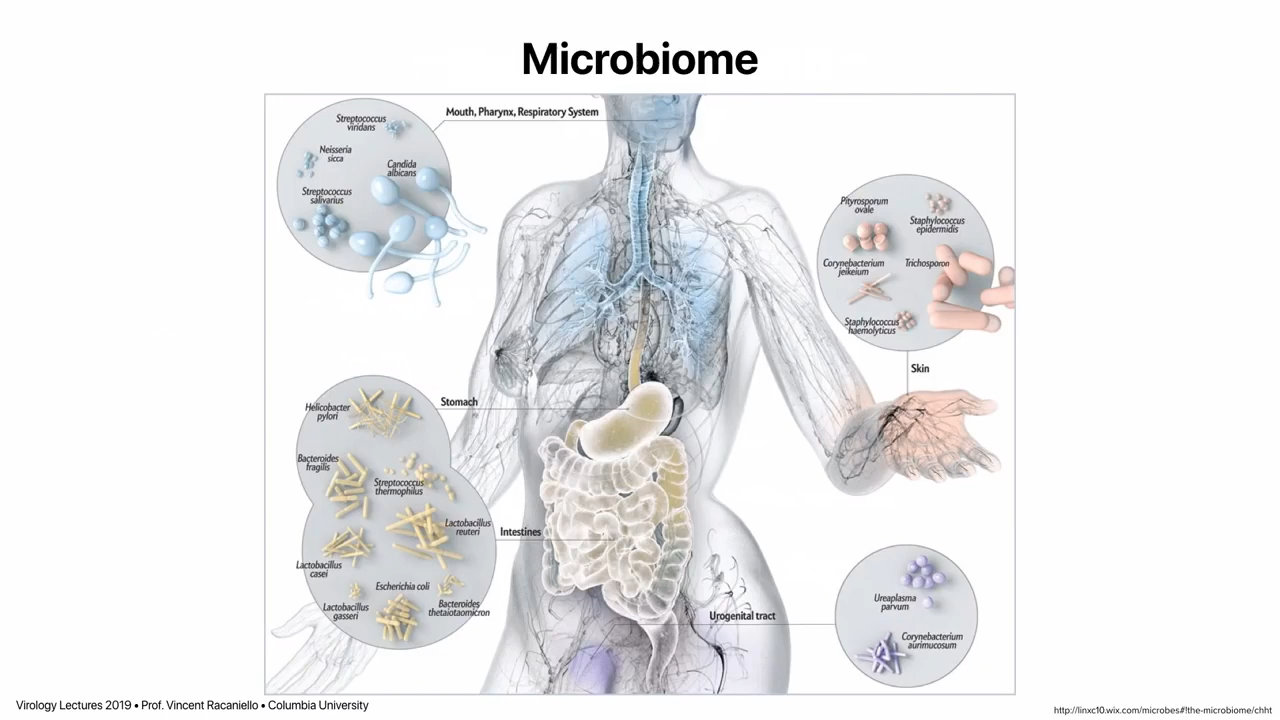 Microbiome
Mouth, Pharynx, Respiratory System
Streptococcus
viridans
Neisseria
sicca
Candida
albicans
Streptococcus
salivarius
Pityrosporum
ovale
Staphylococcus
epidermidis
Corynebacterium
jeikeium
Trichosporon
Staphylococcus
haemolyticus
Skin
Stomach
Helicobacter
pylori
Bacteroides
fragilis
Streptococcus
thermophilus
Lactobacillus
reuteri
Intestines
Lactobacillus
casei
Escherichia coli
Lactobacillus
gasseri
Bacteroides
thetaiotaomicron
Urogenital tract
Ureaplasma
parvum
Corynebacterium
aurimucosum
Virology Lectures 2019 • Prof. Vincent Racaniello • Columbia University
http://linxc10.wix.com/microbes#!the-microbiome/chht